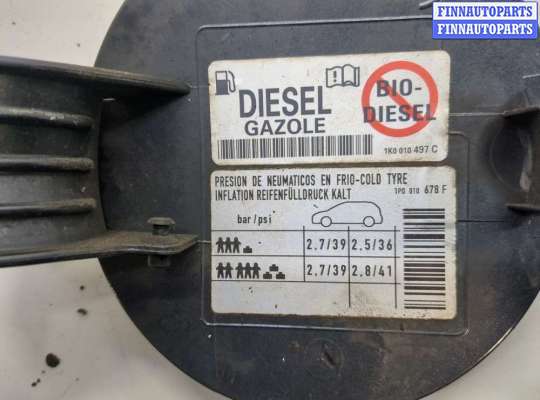 FINNAUTOPARTS
FINNAUTOPARTS
DIESEL
GAZOLE
BIO-
DIESEL
1K0 010 497 C
PRESION DE NEUMATICOS EN FRIO-COLD TYRE
INFLATION REIFENFÜLLDRUCK KALT
1P0 010 678 F
bar/psi
2.7/39 2.5/36
2.7/39 2.8/41